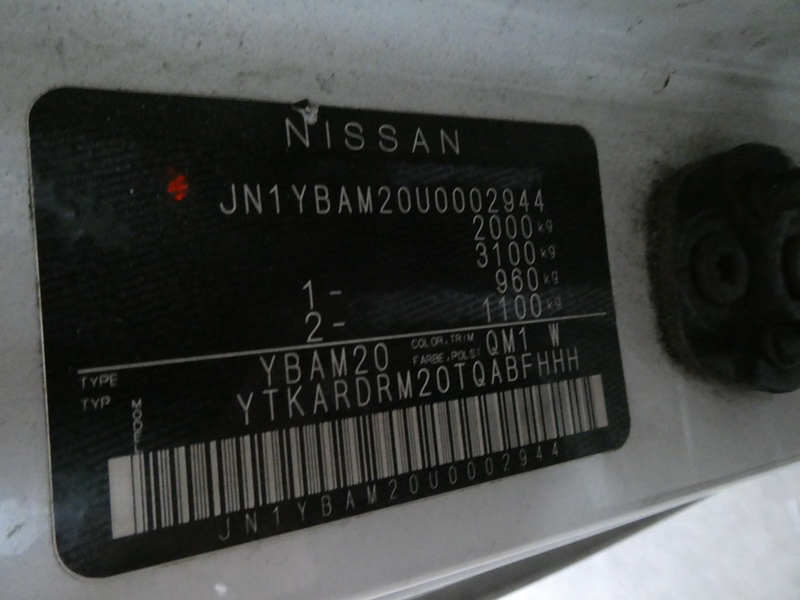 NISSAN
JN1YBAM20U0002944
2000 kg
3100 kg
1 - 960 kg
2 - 1100 kg
TYPE YBAM20 COLOR,TRIM QM1 W
TYP FARBE,POLST
MODEL YTKARDRM20TQABFHHH
JN1YBAM20U0002944